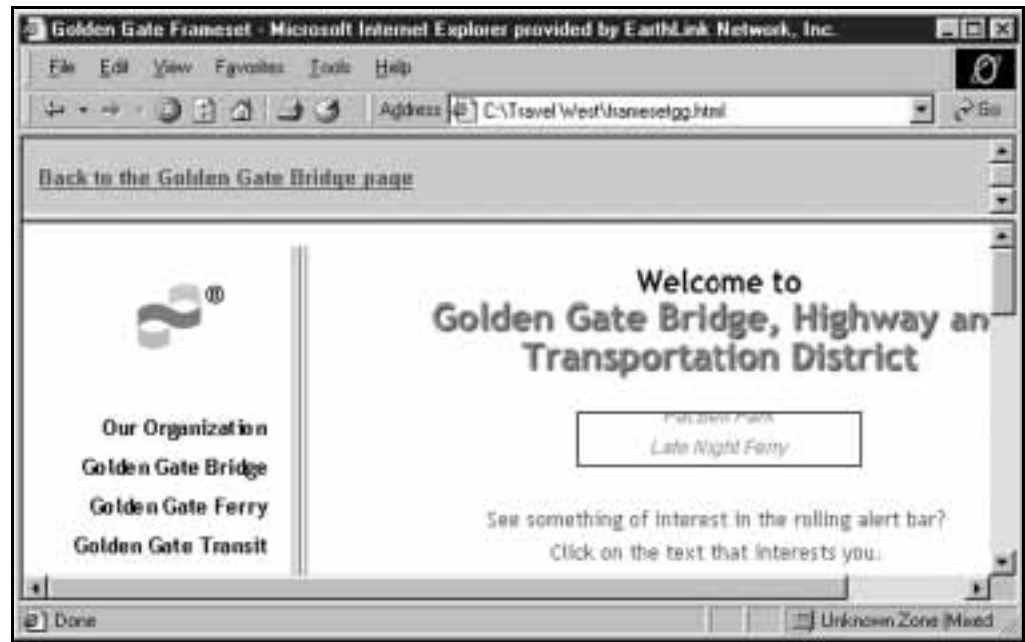 Golden Gate Frameset - Microsoft Internet Explorer provided by EarthLink Network, Inc.
File Edit View Favorites Tools Help
Address C:\Travel West\framesetgg.html Go
Back to the Golden Gate Bridge page
®
Welcome to
Golden Gate Bridge, Highway an
Transportation District
PacBell Park
Late Night Ferry
Our Organization
Golden Gate Bridge
Golden Gate Ferry
Golden Gate Transit
See something of interest in the rolling alert bar?
Click on the text that interests you.
Done
Unknown Zone (Mixed